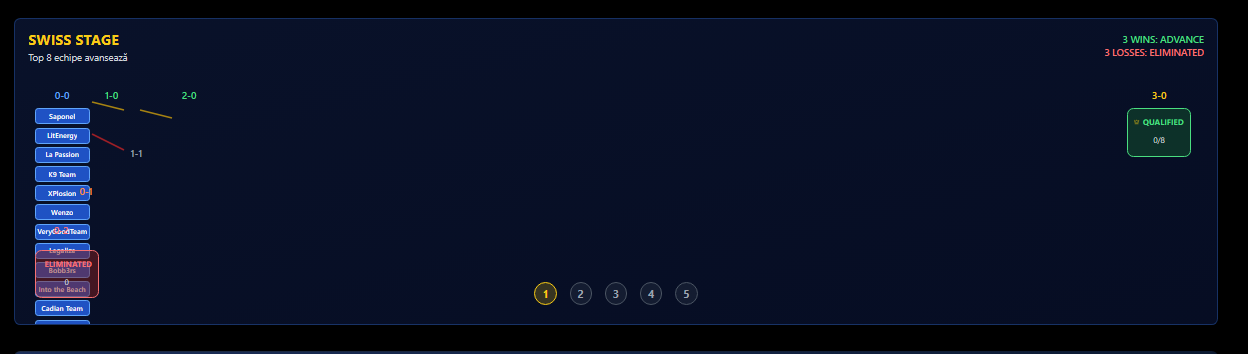 SWISS STAGE
Top 8 echipe avansează
3 WINS: ADVANCE
3 LOSSES: ELIMINATED
0-0
1-0
2-0
3-0
Saponel
LitEnergy
La Passion
K9 Team
XPlosion
0-1
Wenzo
VeryGoodTeam
Legalize
ELIMINATED
Bobb3rs
0
Into the Beach
Cadian Team
1-1
QUALIFIED
0/8
1
2
3
4
5